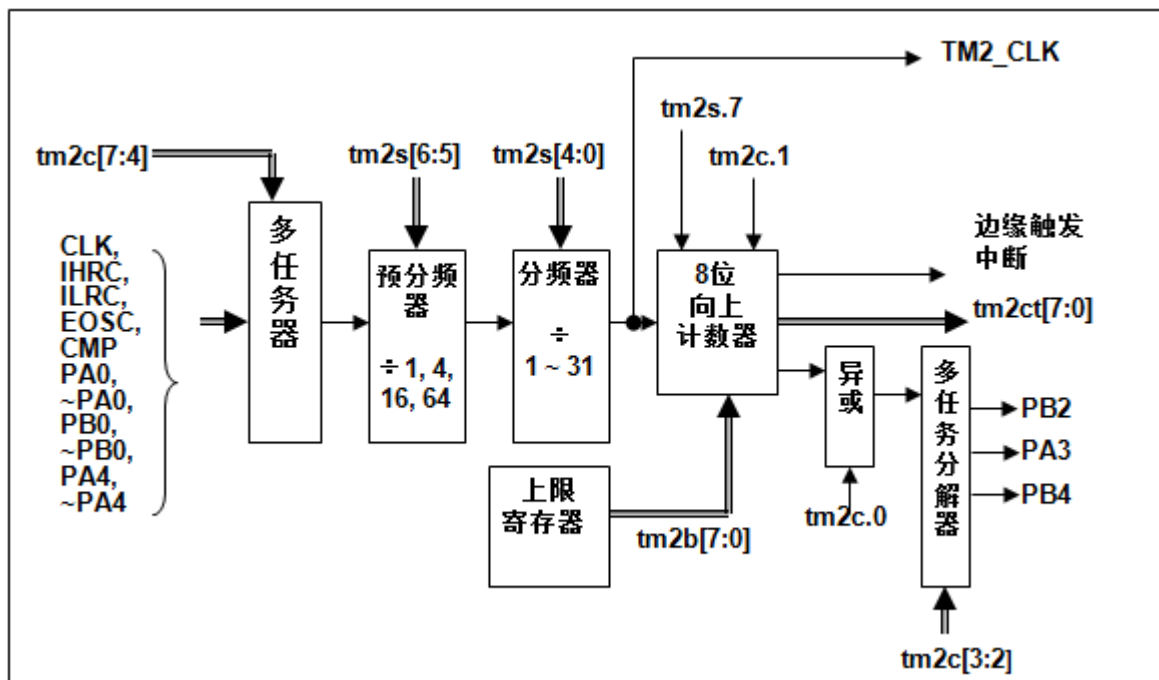 TM2_CLK
tm2s.7
tm2c[7:4]
tm2s[6:5]
tm2s[4:0]
tm2c.1
CLK,
IHRC,
ILRC,
EOSC,
CMP
PA0,
~PA0,
PB0,
~PB0,
PA4,
~PA4
多
任
务
器
预分频
器
÷ 1, 4,
16, 64
分频器
÷
1 ~ 31
8位
向上
计数器
边缘触发
中断
tm2ct[7:0]
上限
寄存器
tm2b[7:0]
异
或
tm2c.0
多
任
务
分
解
器
PB2
PA3
PB4
tm2c[3:2]